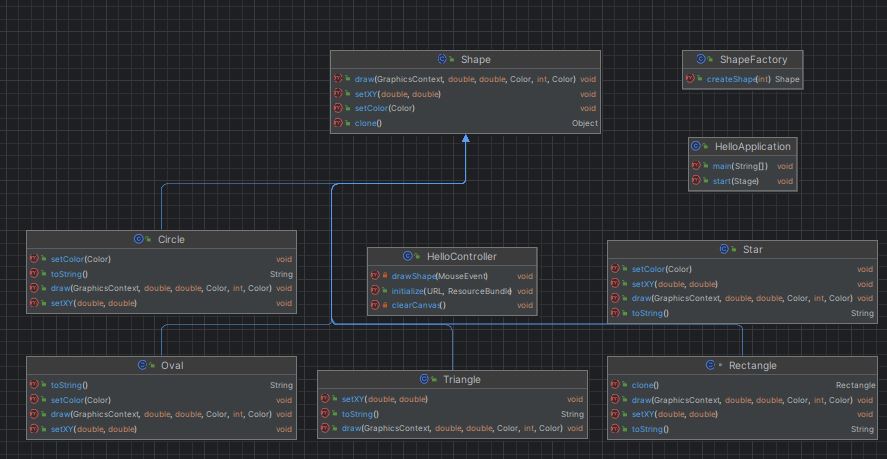 Shape
draw(GraphicsContext, double, double, Color, int, Color) void
setXY(double, double) void
setColor(Color) void
clone() Object
ShapeFactory
createShape(int) Shape
HelloApplication
main(String[]) void
start(Stage) void
Circle
setColor(Color) void
toString() String
draw(GraphicsContext, double, double, Color, int, Color) void
setXY(double, double) void
HelloController
drawShape(MouseEvent) void
initialize(URL, ResourceBundle) void
clearCanvas() void
Star
setColor(Color) void
setXY(double, double) void
draw(GraphicsContext, double, double, Color, int, Color) void
toString() String
Oval
toString() String
setColor(Color) void
draw(GraphicsContext, double, double, Color, int, Color) void
setXY(double, double) void
Triangle
setXY(double, double) void
toString() String
draw(GraphicsContext, double, double, Color, int, Color) void
Rectangle
clone() Rectangle
draw(GraphicsContext, double, double, Color, int, Color) void
setXY(double, double) void
toString() String